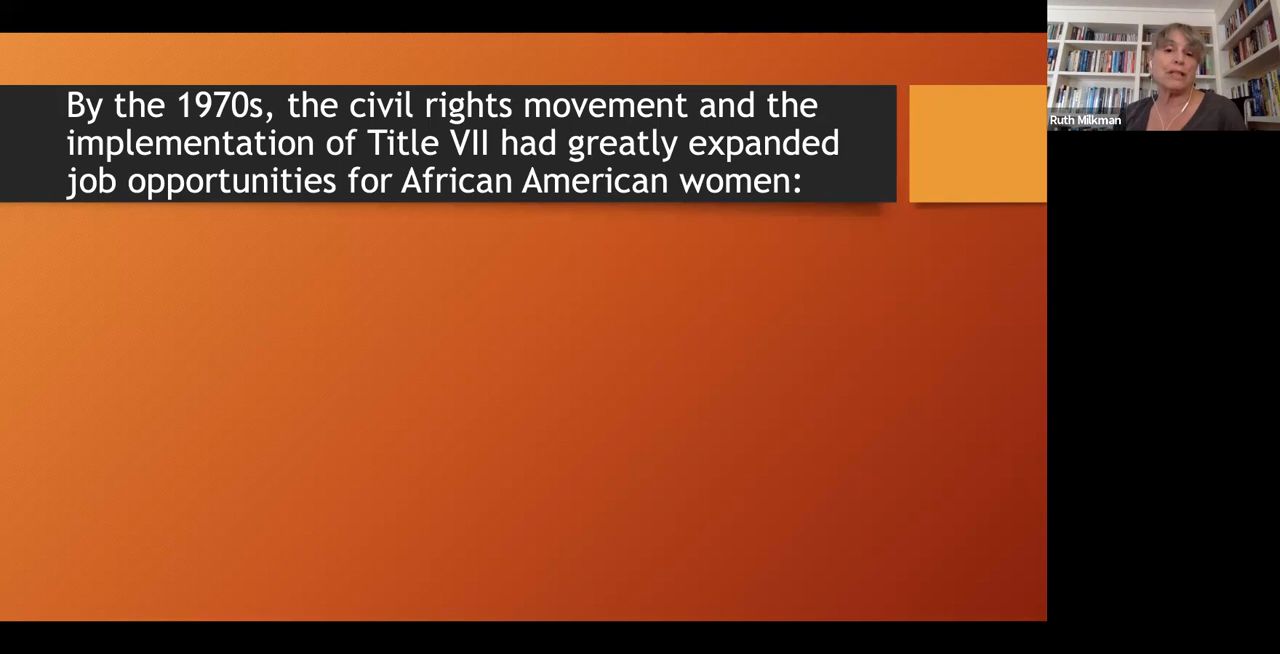 By the 1970s, the civil rights movement and the
implementation of Title VII had greatly expanded
job opportunities for African American women:
Ruth Milkman